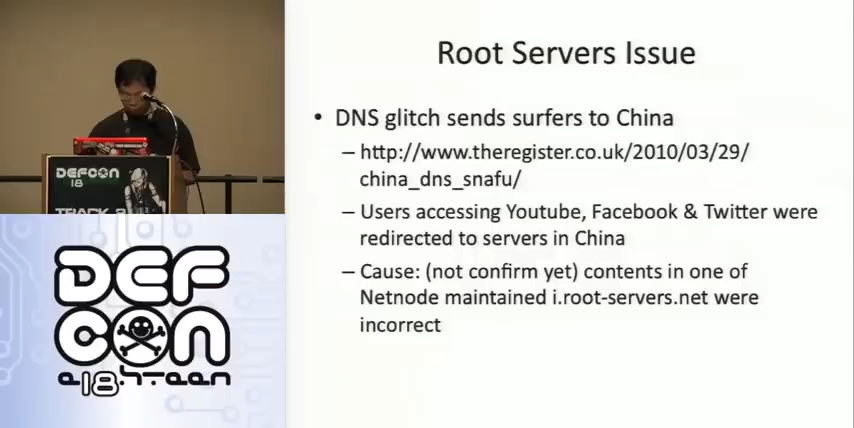 Root Servers Issue
• DNS glitch sends surfers to China
– http://www.theregister.co.uk/2010/03/29/
china_dns_snafu/
– Users accessing Youtube, Facebook & Twitter were
redirected to servers in China
– Cause: (not confirm yet) contents in one of
Netnode maintained i.root-servers.net were
incorrect
DEFCON
18
TRACK
DEF
CON
e18hteen